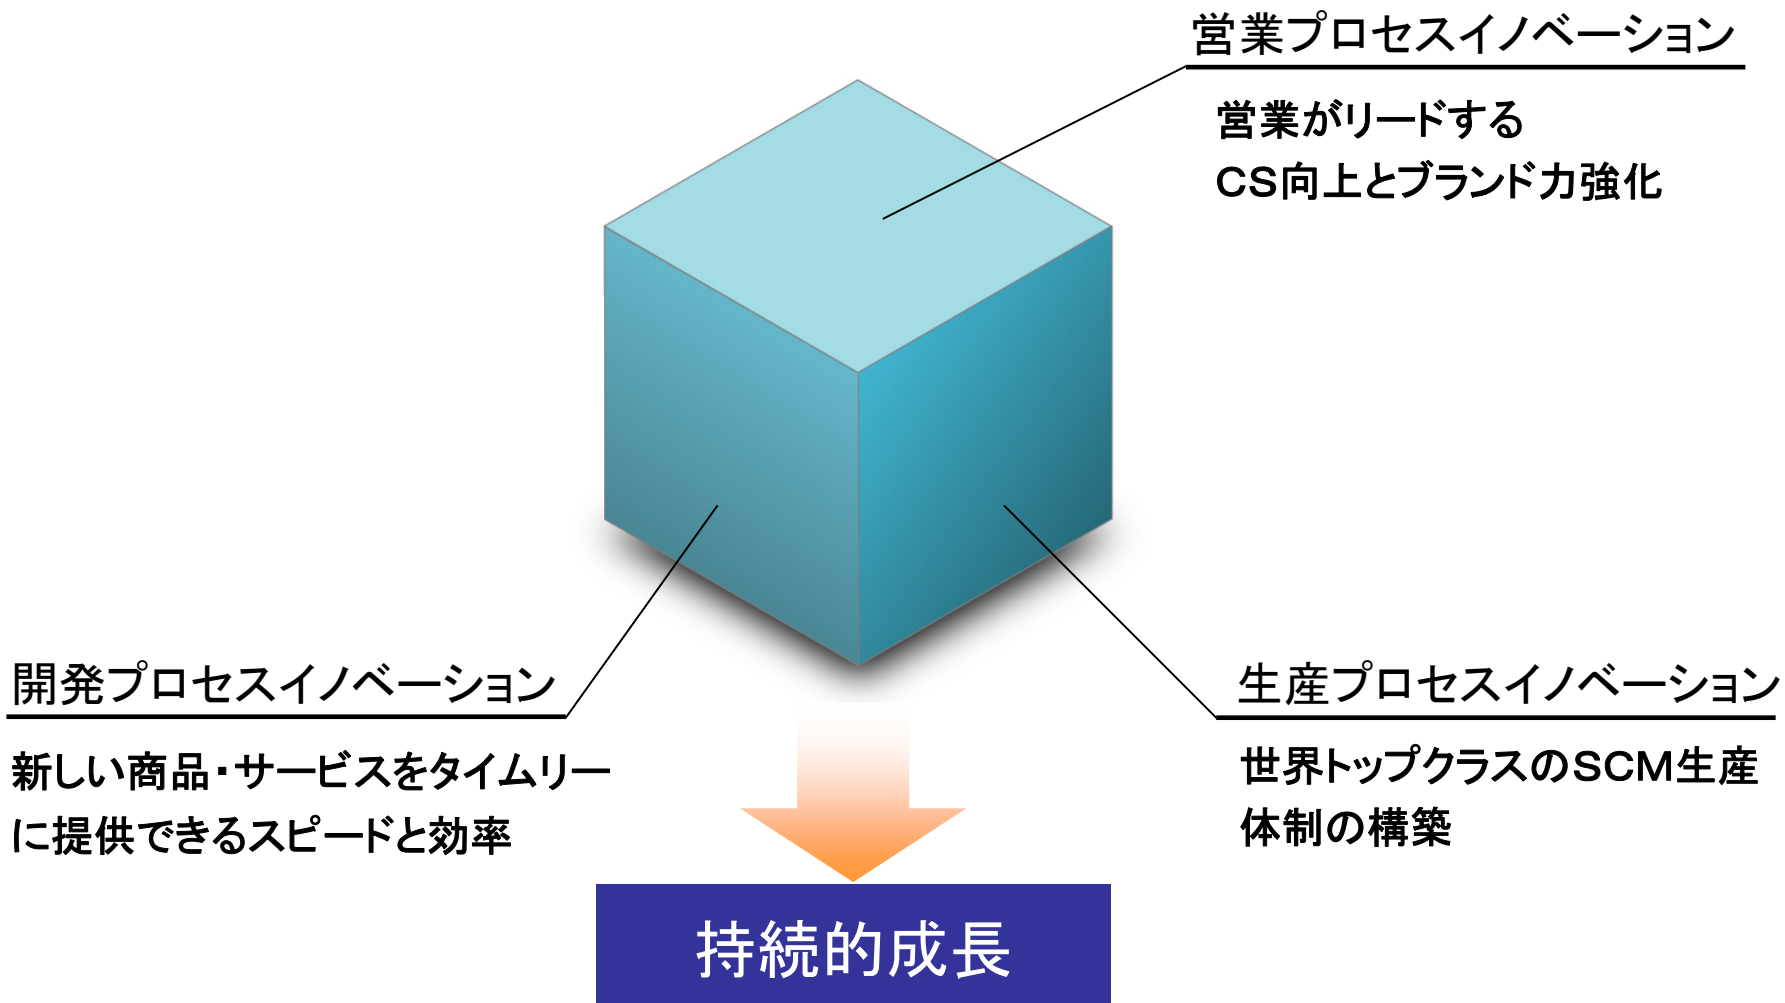 営業プロセスイノベーション
営業がリードする
CS向上とブランド力強化
開発プロセスイノベーション
新しい商品・サービスをタイムリー
に提供できるスピードと効率
生産プロセスイノベーション
世界トップクラスのSCM生産
体制の構築
持続的成長